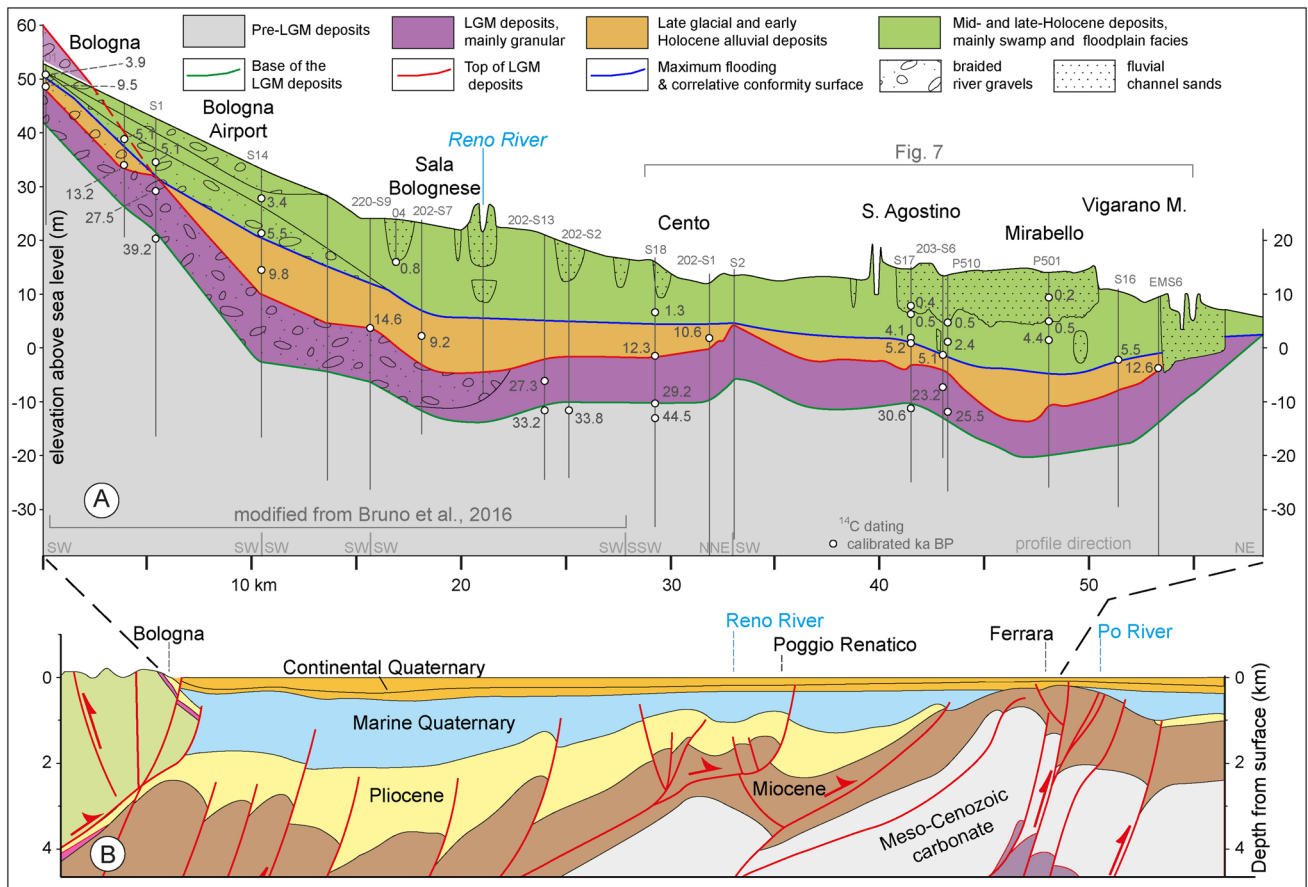 Pre-LGM deposits
LGM deposits,
mainly granular
Late glacial and early
Holocene alluvial deposits
Mid- and late-Holocene deposits,
mainly swamp and floodplain facies
Base of the
LGM deposits
Top of LGM
deposits
Maximum flooding
& correlative conformity surface
braided
river gravels
fluvial
channel sands
60
50
40
30
20
10
0
-10
-20
-30
elevation above sea level (m)
Bologna
3.9
9.5
S1
5.1
5.1
13.2
27.5
39.2
Bologna
Airport
S14
3.4
5.5
9.8
220-S9
04
202-S7
14.6
0.8
9.2
Sala
Bolognese
Reno River
202-S13
202-S2
27.3
33.2
33.8
Fig. 7
Cento
S18
202-S1
S2
1.3
10.6
12.3
29.2
44.5
S. Agostino
S17
203-S6
P510
0.4
0.5
0.5
4.1
2.4
5.2
5.1
23.2
30.6
25.5
Mirabello
P501
0.2
0.5
4.4
Vigarano M.
S16
EMS6
5.5
12.6
20
10
0
-10
-20
-30
A
modified from Bruno et al., 2016
14C dating
calibrated ka BP
profile direction
SW
SW
SW
SW
SW
SW
SSW
NNE
SW
NE
10 km
20
30
40
50
Bologna
Continental Quaternary
Reno River
Poggio Renatico
Ferrara
Po River
0
2
4
Marine Quaternary
Pliocene
Miocene
Meso-Cenozoic
carbonate
B
0
2
4
Depth from surface (km)